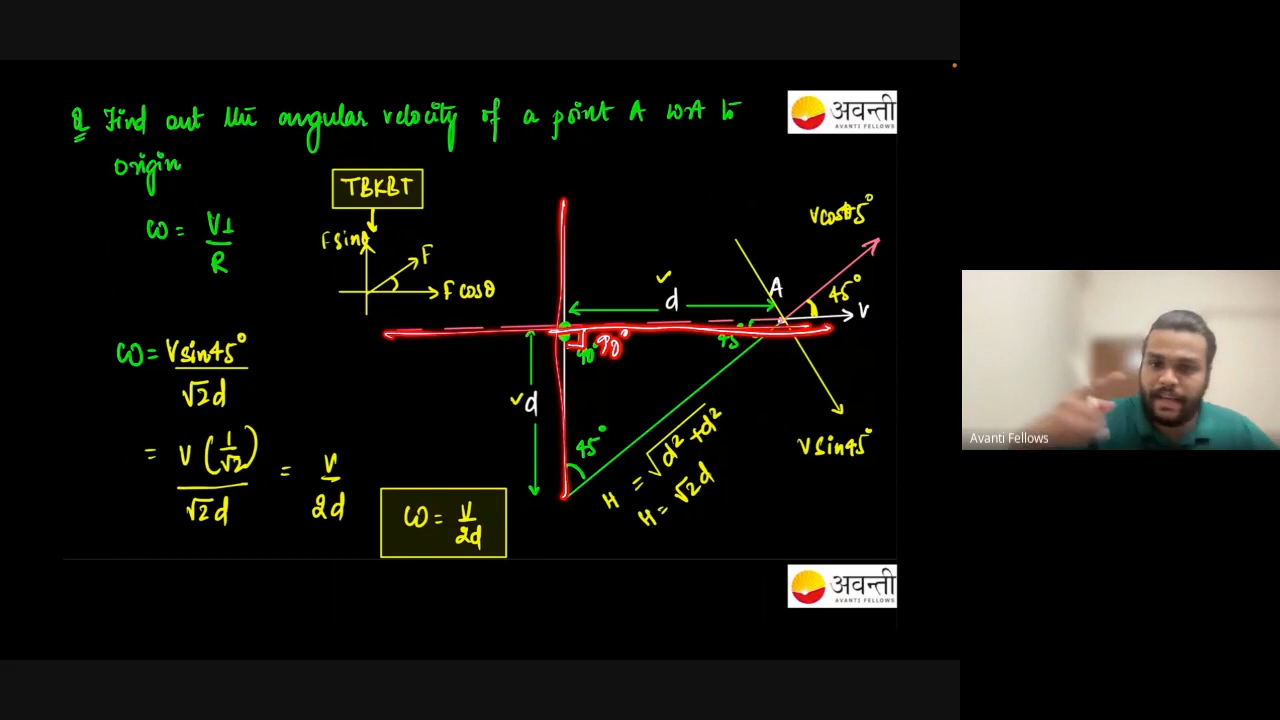 Q Find out the angular velocity of a point A wrt to
origin
अवन्ती
AVANTI FELLOWS
ω = V⊥/R
TBKBT
F sinθ
F
F cosθ
ω = V sin45°/√2d
= V(1/√2)/√2d = V/2d
ω = V/2d
d
A
V cos45°
45°
V
45°
90°
90°
d
45°
H = √d²+d²
H = √2d
V sin45°
अवन्ती
AVANTI FELLOWS
Avanti Fellows